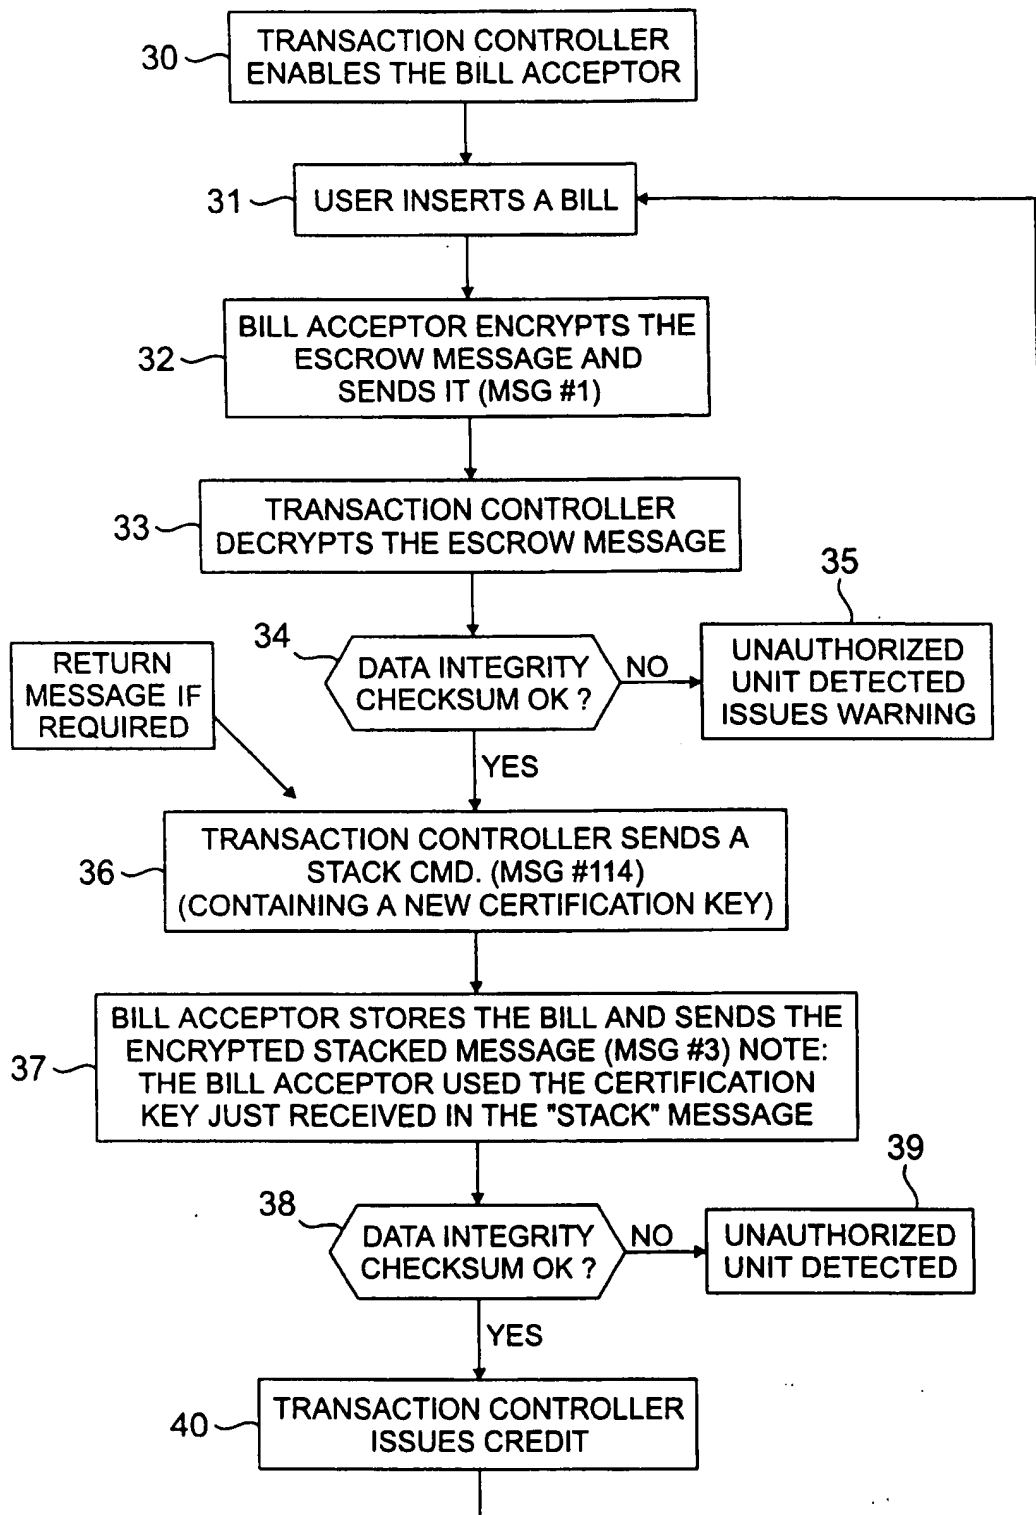 30
TRANSACTION CONTROLLER
ENABLES THE BILL ACCEPTOR
31
USER INSERTS A BILL
32
BILL ACCEPTOR ENCRYPTS THE
ESCROW MESSAGE AND
SENDS IT (MSG #1)
33
TRANSACTION CONTROLLER
DECRYPTS THE ESCROW MESSAGE
34
DATA INTEGRITY
CHECKSUM OK ?
NO
35
UNAUTHORIZED
UNIT DETECTED
ISSUES WARNING
RETURN
MESSAGE IF
REQUIRED
YES
36
TRANSACTION CONTROLLER SENDS A
STACK CMD. (MSG #114)
(CONTAINING A NEW CERTIFICATION KEY)
37
BILL ACCEPTOR STORES THE BILL AND SENDS THE
ENCRYPTED STACKED MESSAGE (MSG #3) NOTE:
THE BILL ACCEPTOR USED THE CERTIFICATION
KEY JUST RECEIVED IN THE "STACK" MESSAGE
38
DATA INTEGRITY
CHECKSUM OK ?
NO
39
UNAUTHORIZED
UNIT DETECTED
YES
40
TRANSACTION CONTROLLER
ISSUES CREDIT